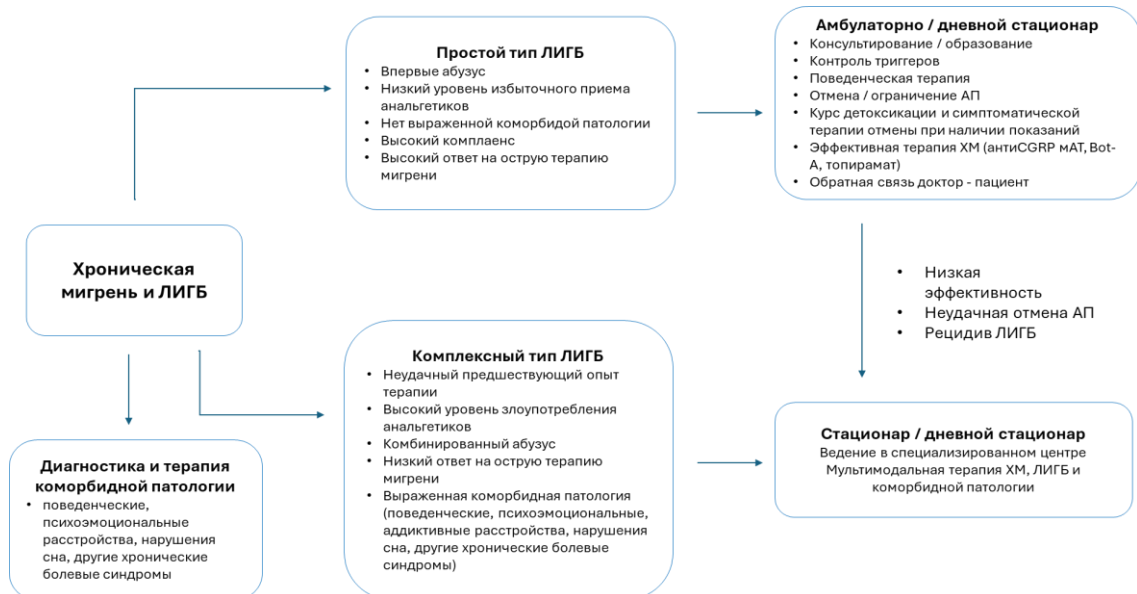 Простой тип ЛИГБ
• Впервые абузус
• Низкий уровень избыточного приема
анальгетиков
• Нет выраженной коморбидой патологии
• Высокий комплаенс
• Высокий ответ на острую терапию
мигрени
Амбулаторно / дневной стационар
• Консультирование / образование
• Контроль триггеров
• Поведенческая терапия
• Отмена / ограничение АП
• Курс детоксикации и симптоматической
терапии отмены при наличии показаний
• Эффективная терапия ХМ (антиCGRP мАТ, Bot-
A, топирамат)
• Обратная связь доктор - пациент
Хроническая
мигрень и ЛИГБ
• Низкая
эффективность
• Неудачная отмена АП
• Рецидив ЛИГБ
Комплексный тип ЛИГБ
• Неудачный предшествующий опыт
терапии
• Высокий уровень злоупотребления
анальгетиков
• Комбинированный абузус
• Низкий ответ на острую терапию
мигрени
• Выраженная коморбидная патология
(поведенческие, психоэмоциональные,
аддиктивные расстройства, нарушения
сна, другие хронические болевые
синдромы)
Стационар / дневной стационар
Ведение в специализированном центре
Мультимодальная терапия ХМ, ЛИГБ и
коморбидной патологии
Диагностика и терапия
коморбидной патологии
• поведенческие,
психоэмоциональные
расстройства, нарушения
сна, другие хронические
болевые синдромы